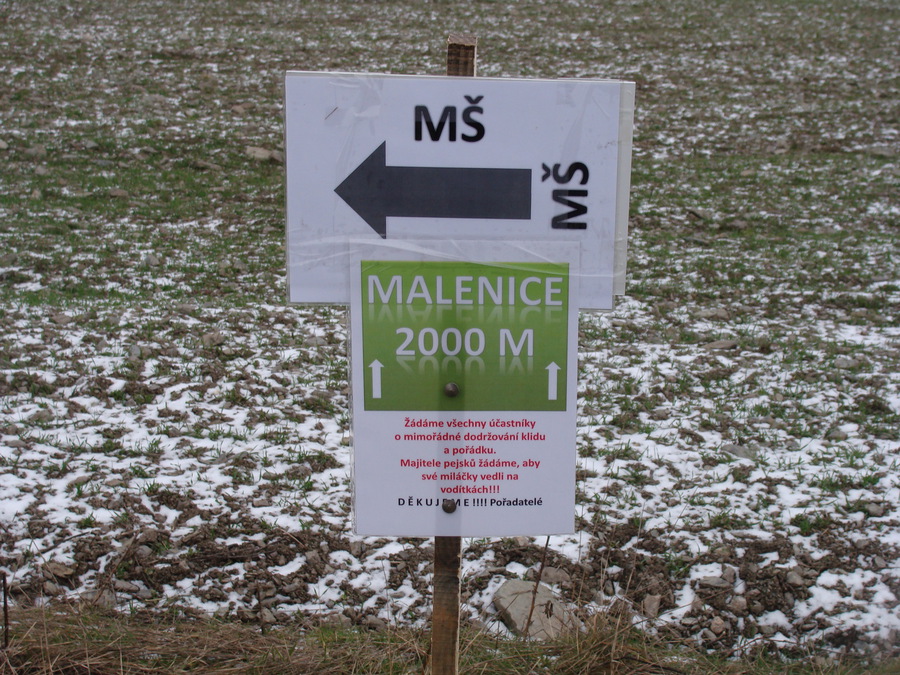 MŠ
MŠ
MALENICE
2000 M
Žádáme všechny účastníky
o mimořádné dodržování klidu
a pořádku.
Majitele pejsků žádáme, aby
své miláčky vedli na
vodítkách!!!
D Ě K U J E M E !!!! Pořadatelé